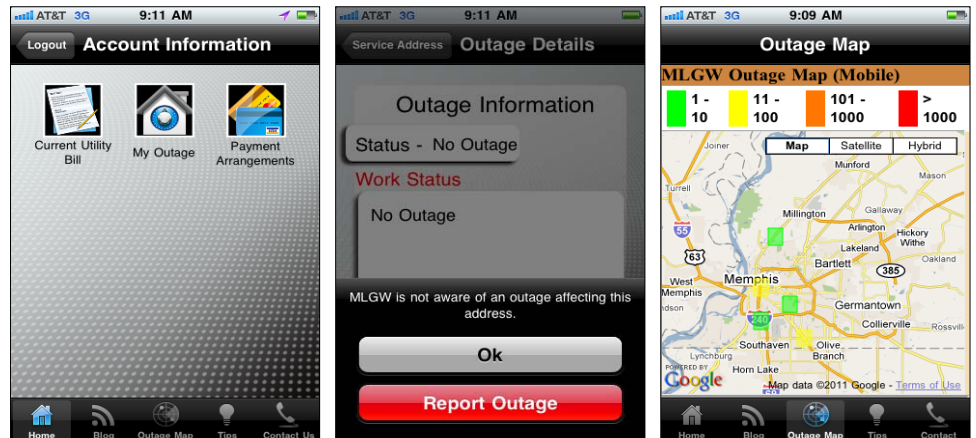 AT&T 3G 9:11 AM
Logout Account Information
Current Utility
Bill
My Outage
Payment
Arrangements
Home Blog Outage Map Tips Contact Us
AT&T 3G 9:11 AM
Service Address Outage Details
Outage Information
Status - No Outage
Work Status
No Outage
MLGW is not aware of an outage affecting this
address.
Ok
Report Outage
AT&T 3G 9:09 AM
Outage Map
MLGW Outage Map (Mobile)
1 -
10
11 -
100
101 -
1000
>
1000
Map Satellite Hybrid
Joiner
Munford
Mason
Turrell
Millington
Gallaway
55
Arlington
Hickory
Withe
63
Lakeland
Oakland
Bartlett
385
West
Memphis
Memphis
Germantown
240
Collierville
Rossvill
Southaven
Olive
Branch
Lynchburg
Horn Lake
POWERED BY
Google
Map data ©2011 Google - Terms of Use
Home Blog Outage Map Tips Contact